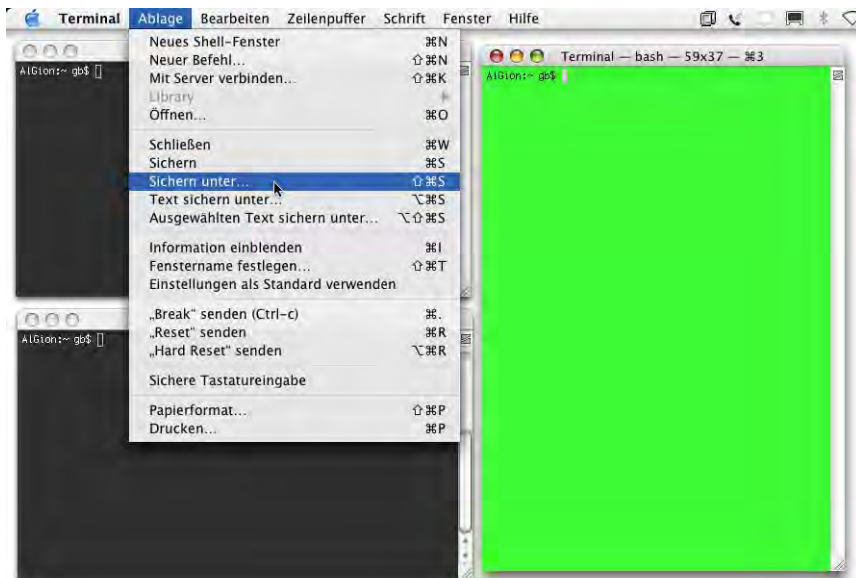 Terminal Ablage Bearbeiten Zeilenpuffer Schrift Fenster Hilfe
AlGion:~ gb$
Neues Shell-Fenster ⌘N
Neuer Befehl... ⇧⌘N
Mit Server verbinden... ⇧⌘K
Library
Öffnen... ⌘O
Schließen ⌘W
Sichern ⌘S
Sichern unter... ⇧⌘S
Text sichern unter... ⌥⌘S
Ausgewählten Text sichern unter... ⌥⇧⌘S
Information einblenden ⌘I
Fenstername festlegen... ⇧⌘T
Einstellungen als Standard verwenden
„Break“ senden (Ctrl-c) ⌘.
„Reset“ senden ⌘R
„Hard Reset“ senden ⌥⌘R
Sichere Tastatureingabe
Papierformat... ⇧⌘P
Drucken... ⌘P
Terminal — bash — 59x37 — ⌘3
AlGion:~ gb$
AlGion:~ gb$